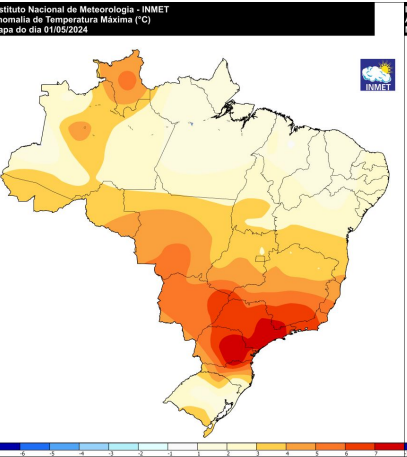 stituto Nacional de Meteorologia - INMET
nomalia de Temperatura Máxima (°C)
apa do dia 01/05/2024
INMET
-6 -5 -4 -3 -2 -1 1 2 3 4 5 6 7